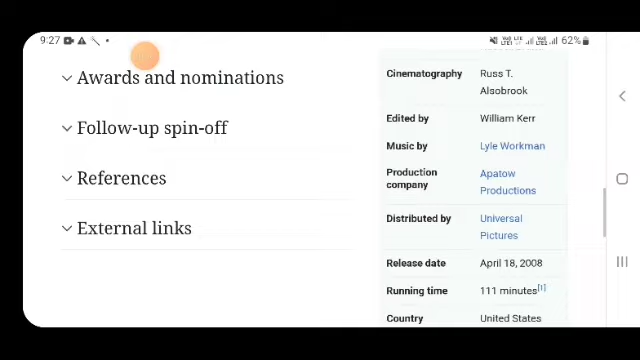 9:27
62%
Awards and nominations
Follow-up spin-off
References
External links
Cinematography Russ T.
Alsobrook
Edited by William Kerr
Music by Lyle Workman
Production Apatow
company Productions
Distributed by Universal
Pictures
Release date April 18, 2008
Running time 111 minutes[1]
Country United States